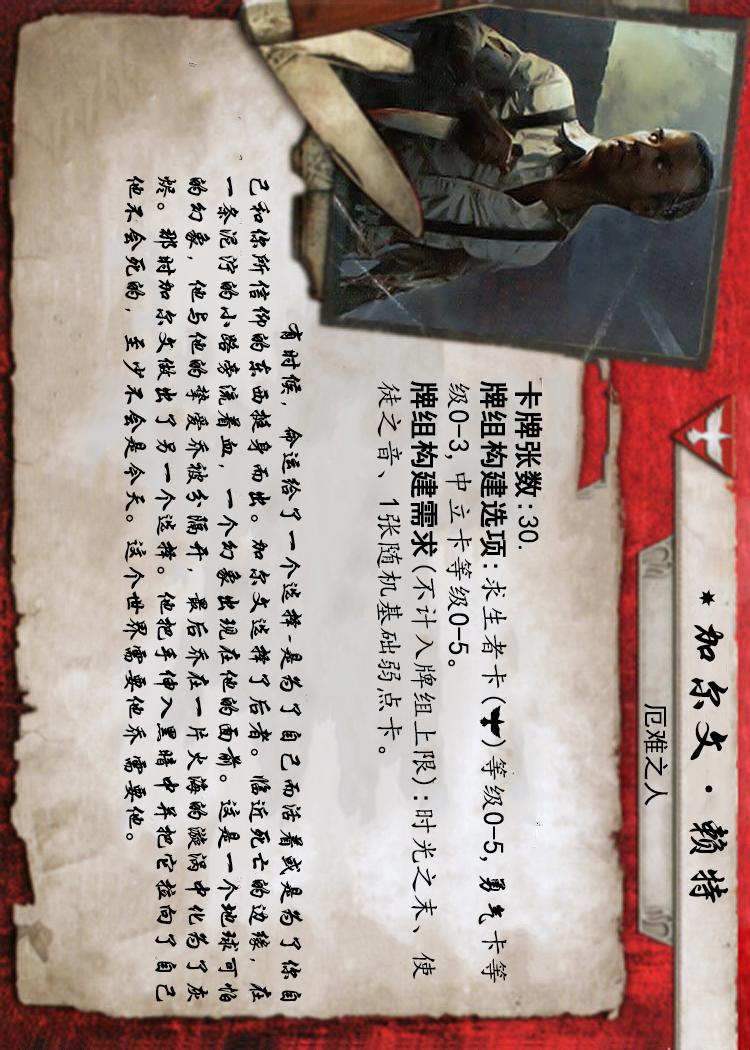 *加尔文·赖特
厄难之人
卡牌张数:30.
牌组构建选项:求生者卡()等级0-5,勇气卡等
级0-3,中立卡等级0-5。
牌组构建需求(不计入牌组上限):时光之末、使
徒之音、1张随机基础弱点卡。
有时候,命运给了一个选择-是为了自己而活着或是为了你自
己和你所信仰的东西挺身而出。加尔文选择了后者。临近死亡的边缘,在
一条泥泞的小路旁流着血,一个幻象出现在他的面前。这是一个地球可怕
的幻象,他与他的挚爱乔被分隔开,最后乔在一片火海的漩涡中化为了灰
烬。那时加尔文做出了另一个选择。他把手伸入黑暗中并把它拉向了自己
他不会死的,至少不会是今天。这个世界需要他乔 需要他。